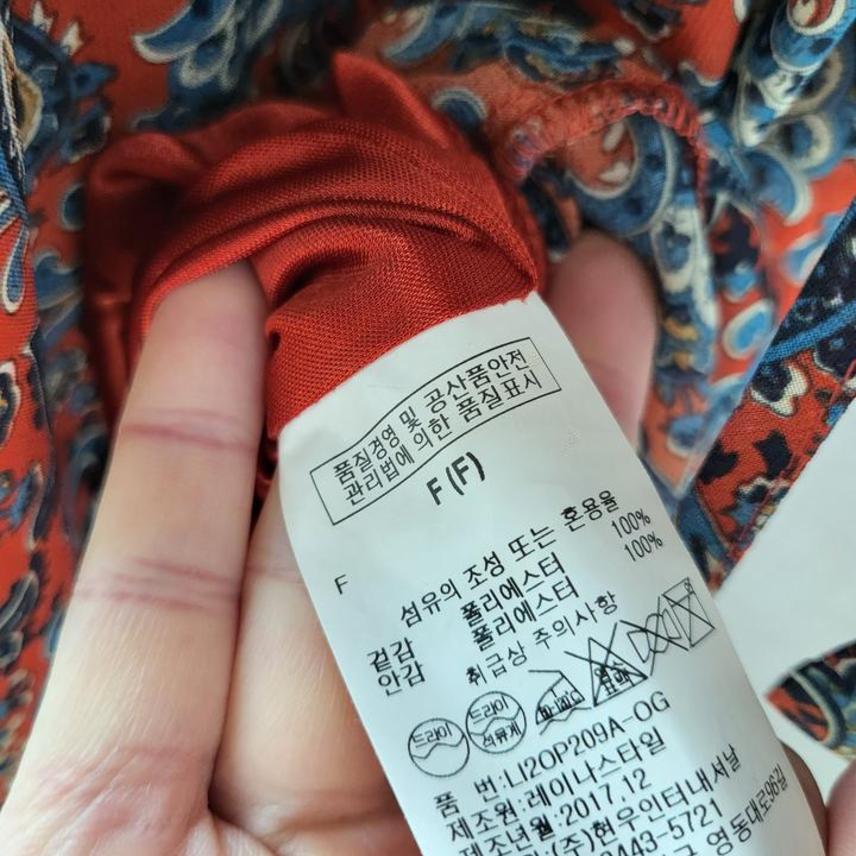 품질경영 및 공산품안전
관리법에 의한 품질표시
F (F)
F
섬유의 조성 또는 혼용율
겉감 폴리에스터 100%
안감 폴리에스터 100%
취급상 주의사항
드라이
드라이
석유계
품 번:LI2OP209A-OG
제조원:레이나스타일
제조년월:2017.12
(주)현우인터내셔날
443-5721
영동대로96길